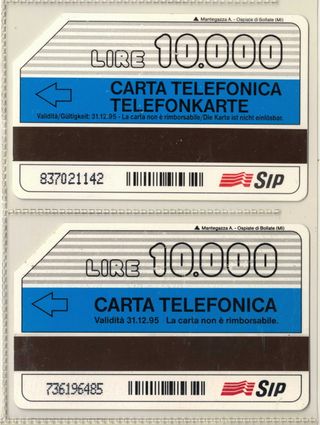 ▲ Mantegazza A. - Ospiate di Bollate (MI)
LIRE 10.000
CARTA TELEFONICA
TELEFONKARTE
Validità/Gültigkeit: 31.12.95 - La carta non è rimborsabile/Die Karte ist nicht einlösbar.
837021142 SIP
▲ Mantegazza A. - Ospiate di Bollate (MI)
LIRE 10.000
CARTA TELEFONICA
Validità 31.12.95 La carta non è rimborsabile.
736196485 SIP